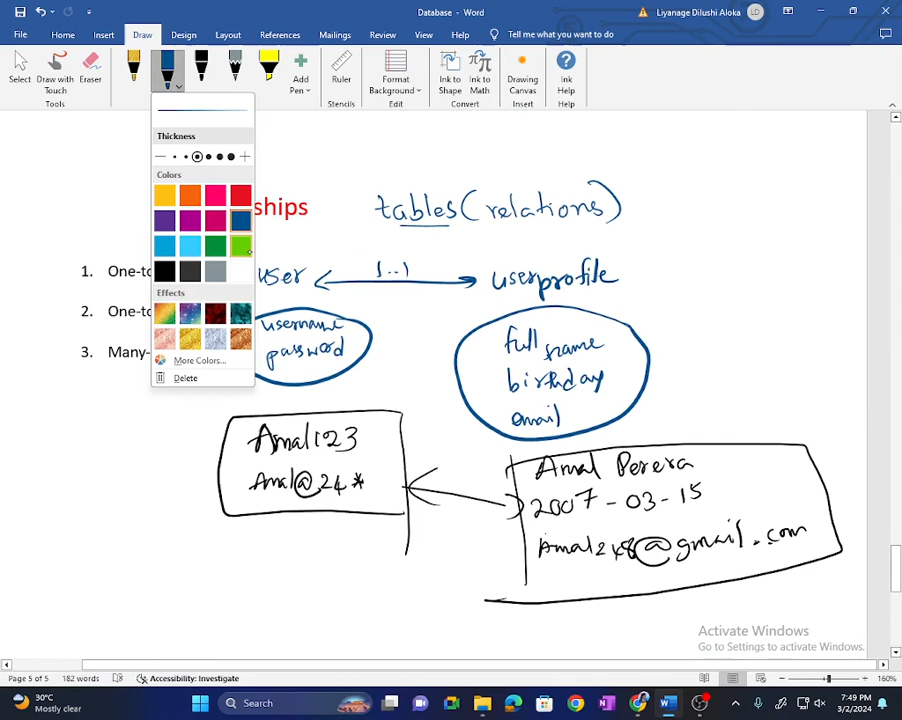 Database - Word
Liyanage Dilushi Aloka LD
File Home Insert Draw Design Layout References Mailings Review View Help Tell me what you want to do
Select
Draw with Touch
Eraser
Add Pen
Ruler
Format Background
Ink to Shape
Ink to Math
Drawing Canvas
Ink Help
Tools
Stencils
Edit
Convert
Insert
Help
Thickness
Colors
Effects
More Colors...
Delete
ships tables(relations)
1. One-to
user 1..1 userprofile
2. One-to
username
password
3. Many-
full name
birthday
email
Amal123
Amal@24*
Amal Perera
2007-03-15
Amal248@gmail.com
Activate Windows
Go to Settings to activate Windows.
Page 5 of 5 182 words Accessibility: Investigate 160%
30°C
Mostly clear
Search
7:49 PM
3/2/2024